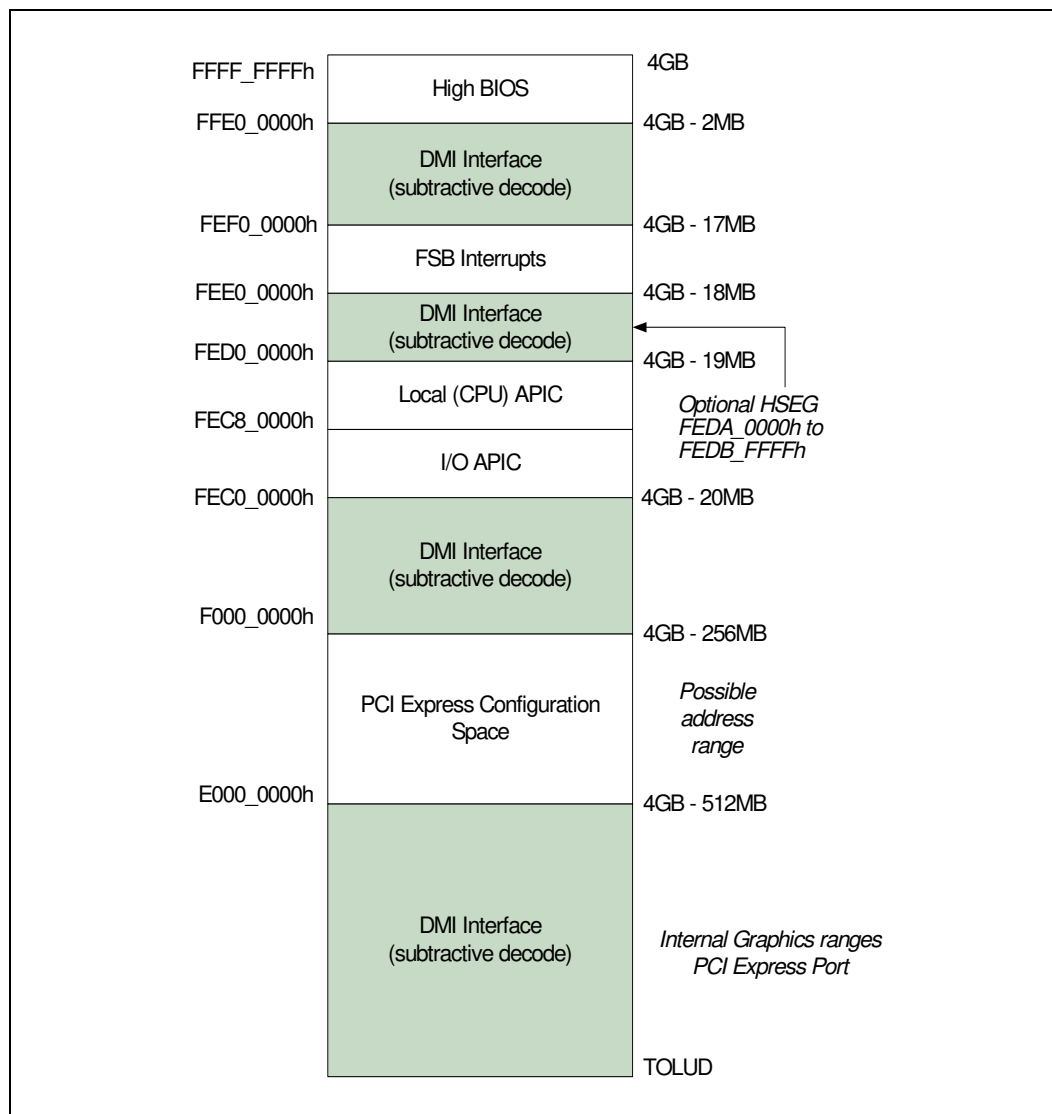 FFFF_FFFFh
4GB
High BIOS
FFE0_0000h
4GB - 2MB
DMI Interface
(subtractive decode)
FEF0_0000h
4GB - 17MB
FSB Interrupts
FEE0_0000h
4GB - 18MB
DMI Interface
(subtractive decode)
FED0_0000h
4GB - 19MB
Local (CPU) APIC
Optional HSEG
FEDA_0000h to
FEDB_FFFFh
FEC8_0000h
I/O APIC
FEC0_0000h
4GB - 20MB
DMI Interface
(subtractive decode)
F000_0000h
4GB - 256MB
PCI Express Configuration
Space
Possible
address
range
E000_0000h
4GB - 512MB
DMI Interface
(subtractive decode)
Internal Graphics ranges
PCI Express Port
TOLUD